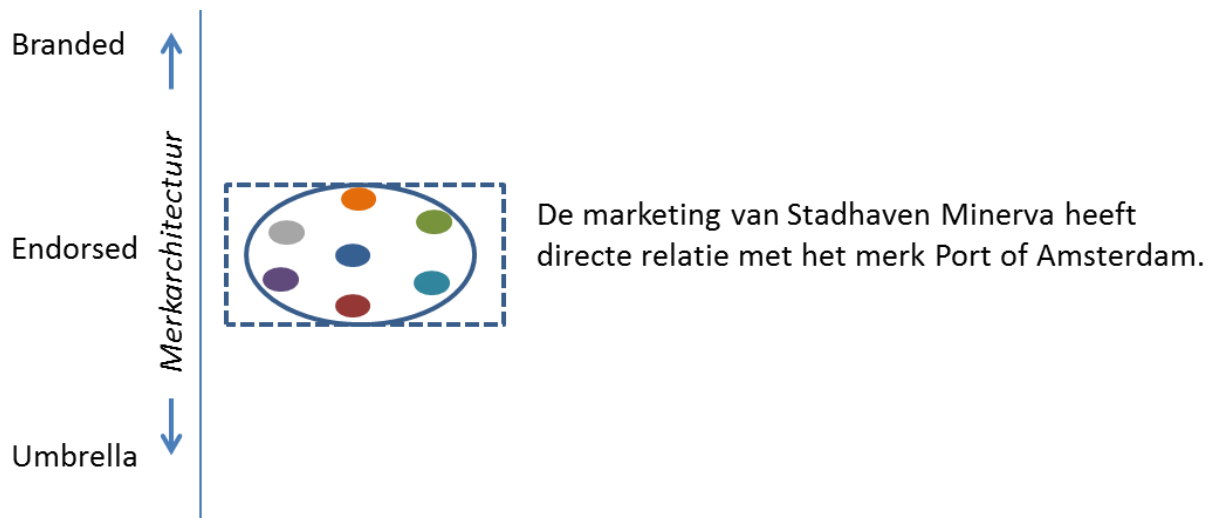 Branded
Merkarchitectuur
Endorsed
De marketing van Stadhaven Minerva heeft
directe relatie met het merk Port of Amsterdam.
Umbrella